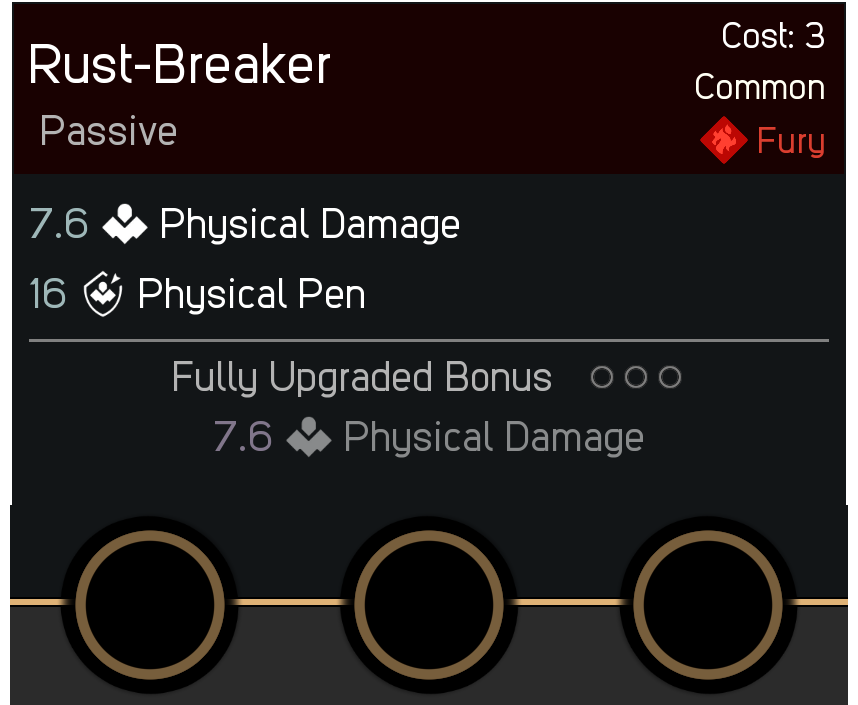 Rust-Breaker
Cost: 3
Common
Passive
Fury
7.6 Physical Damage
16 Physical Pen
Fully Upgraded Bonus
7.6 Physical Damage